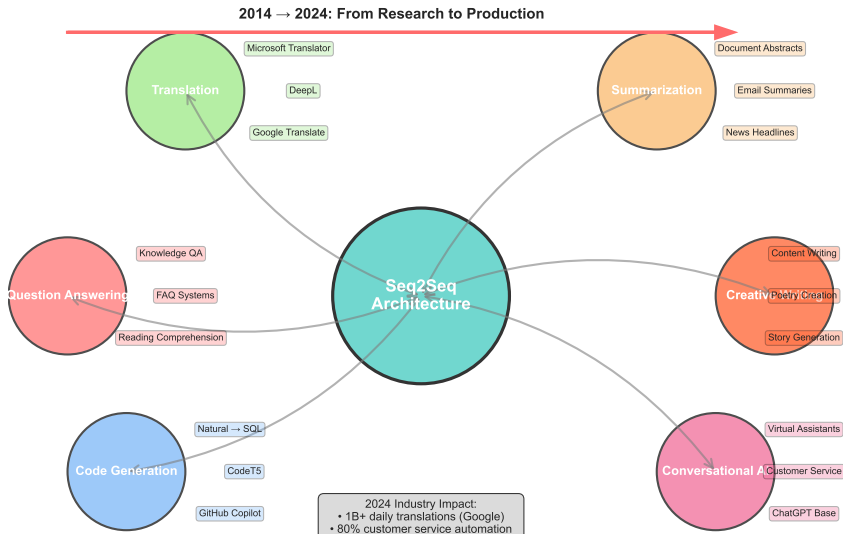 2014 → 2024: From Research to Production
Microsoft Translator
Document Abstracts
Translation
DeepL
Summarization
Email Summaries
Google Translate
News Headlines
Knowledge QA
Content Writing
Seq2Seq
Architecture
Question Answering
FAQ Systems
Poetry Creation
Reading Comprehension
Story Generation
Natural → SQL
Virtual Assistants
Code Generation
CodeT5
Conversational
Customer Service
GitHub Copilot
ChatGPT Base
2024 Industry Impact:
• 1B+ daily translations (Google)
• 80% customer service automation